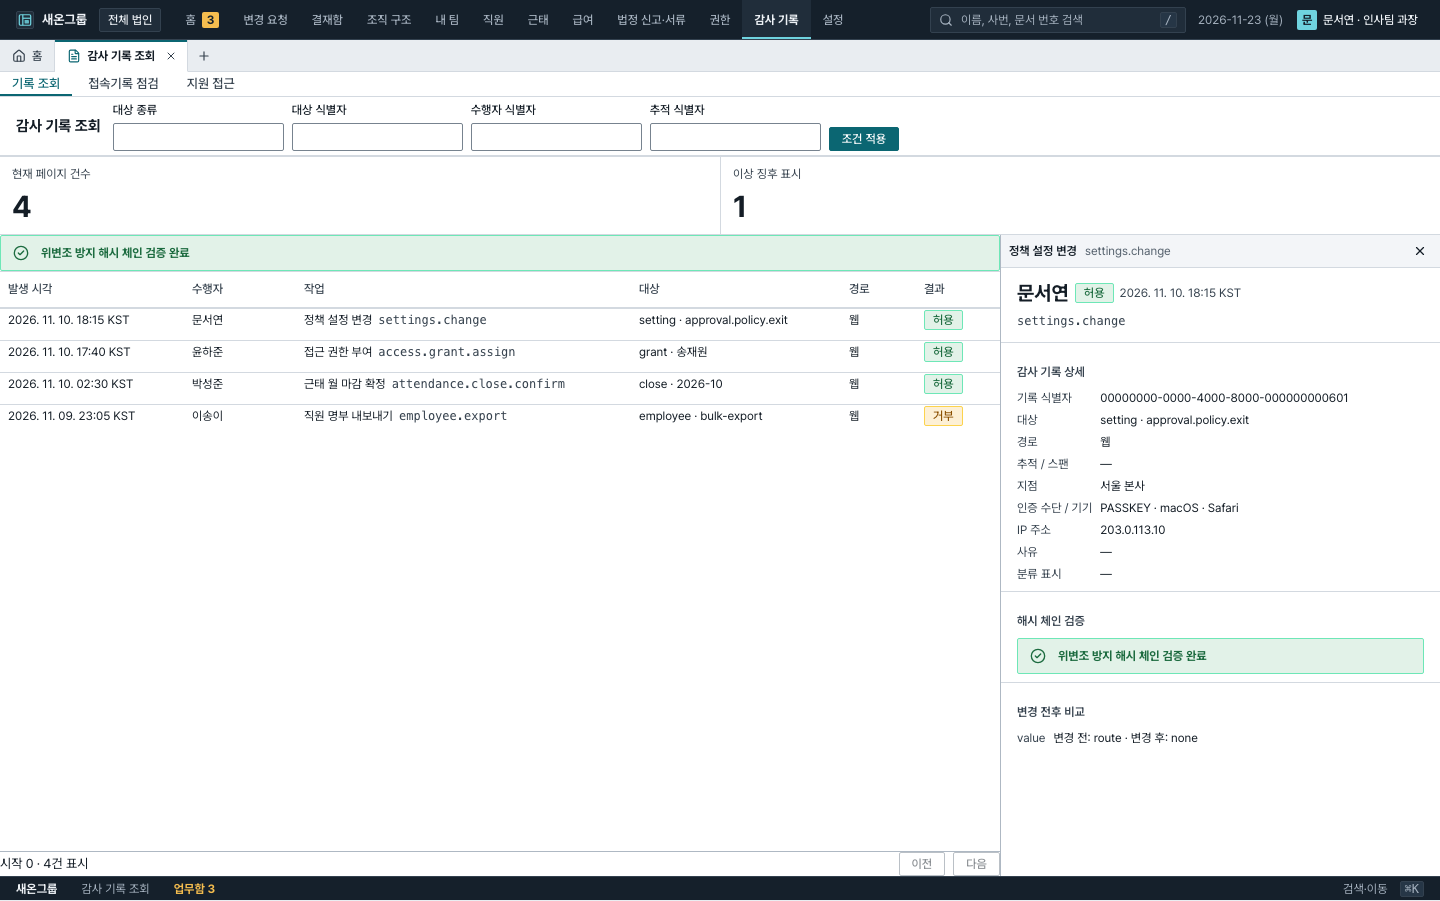 새온그룹 전체 법인 홈 3 변경 요청 결재함 조직 구조 내 팀 직원 근태 급여 법정 신고·서류 권한 감사 기록 설정 이름, 사번, 문서 번호 검색 / 2026-11-23 (월) 문 문서연 · 인사팀 과장
홈 감사 기록 조회 × +
기록 조회 접속기록 점검 지원 접근
감사 기록 조회 대상 종류 대상 식별자 수행자 식별자 추적 식별자 조건 적용
현재 페이지 건수 이상 징후 표시
4 1
위변조 방지 해시 체인 검증 완료
발생 시각 수행자 작업 대상 경로 결과
2026. 11. 10. 18:15 KST 문서연 정책 설정 변경 settings.change setting · approval.policy.exit 웹 허용
2026. 11. 10. 17:40 KST 윤하준 접근 권한 부여 access.grant.assign grant · 송재원 웹 허용
2026. 11. 10. 02:30 KST 박성준 근태 월 마감 확정 attendance.close.confirm close · 2026-10 웹 허용
2026. 11. 09. 23:05 KST 이송이 직원 명부 내보내기 employee.export employee · bulk-export 웹 거부
시작 0 · 4건 표시 이전 다음
정책 설정 변경 settings.change ×
문서연 허용 2026. 11. 10. 18:15 KST
settings.change
감사 기록 상세
기록 식별자 00000000-0000-4000-8000-000000000601
대상 setting · approval.policy.exit
경로 웹
추적 / 스팬 —
지점 서울 본사
인증 수단 / 기기 PASSKEY · macOS · Safari
IP 주소 203.0.113.10
사유 —
분류 표시 —
해시 체인 검증
위변조 방지 해시 체인 검증 완료
변경 전후 비교
value 변경 전: route · 변경 후: none
새온그룹 감사 기록 조회 업무함 3 검색·이동 ⌘K